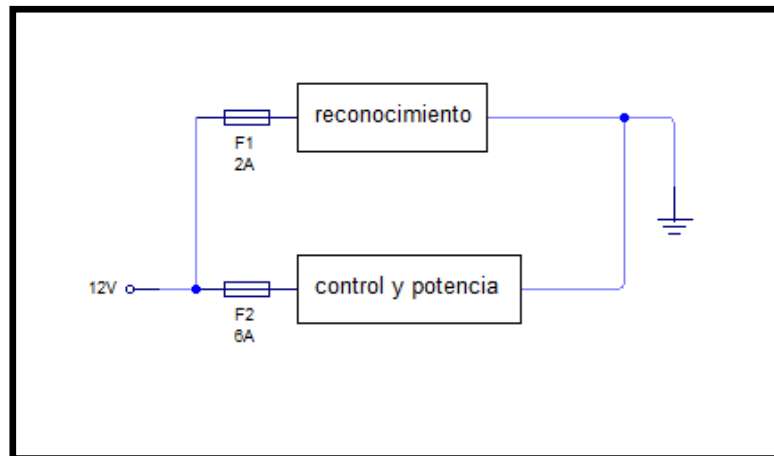 reconocimiento
F1
2A
12V
control y potencia
F2
6A